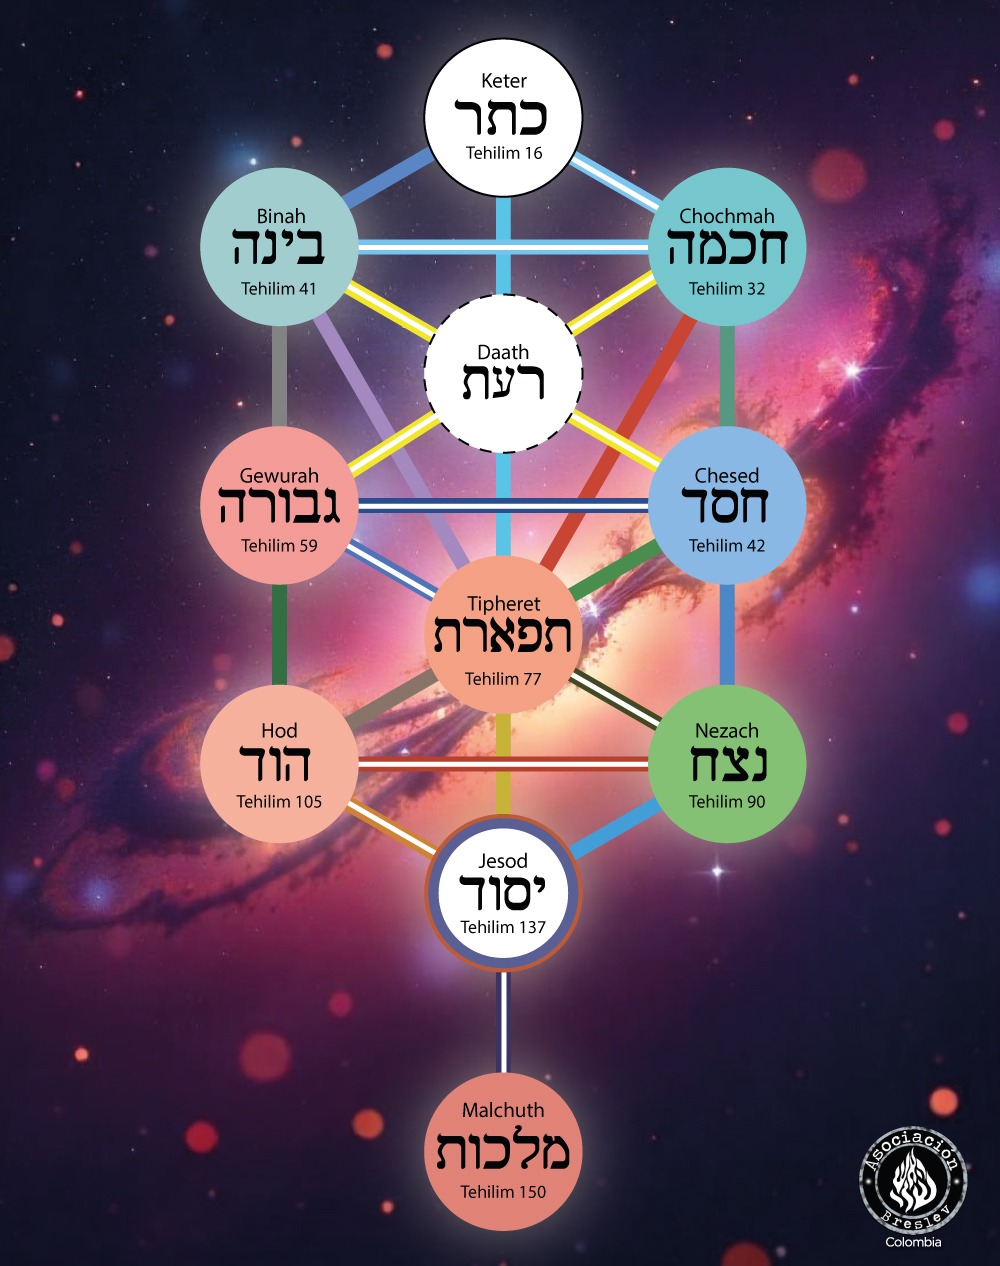 Keter
כתר
Tehilim 16
Binah
בינה
Tehilim 41
Chochmah
חכמה
Tehilim 32
Daath
רעת
Gewurah
גבורה
Tehilim 59
Chesed
חסד
Tehilim 42
Tipheret
תפארת
Tehilim 77
Hod
הוד
Tehilim 105
Nezach
נצח
Tehilim 90
Jesod
יסוד
Tehilim 137
Malchuth
מלכות
Tehilim 150
Asociacion
Breslev
Colombia